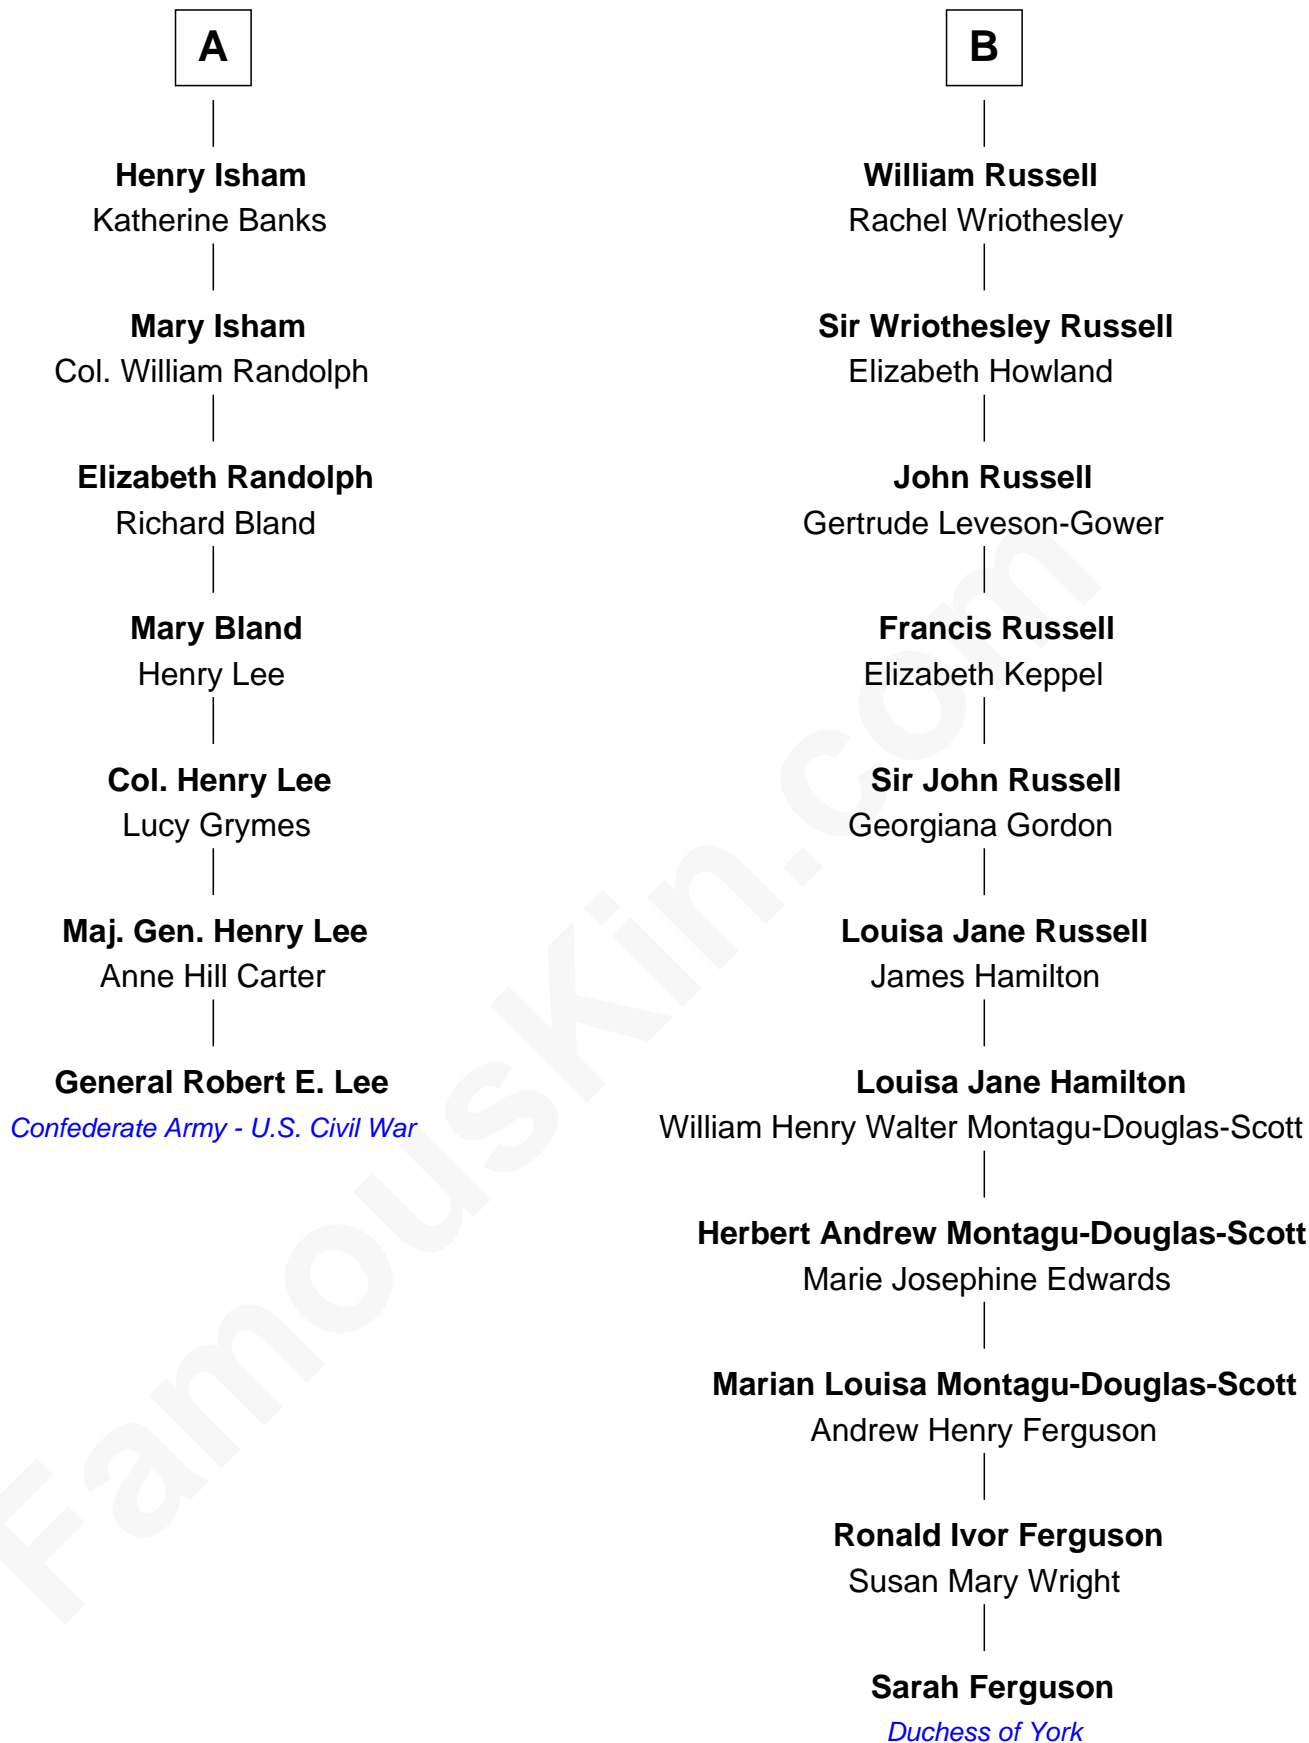 A
Henry Isham
Katherine Banks
Mary Isham
Col. William Randolph
Elizabeth Randolph
Richard Bland
Mary Bland
Henry Lee
Col. Henry Lee
Lucy Grymes
Maj. Gen. Henry Lee
Anne Hill Carter
General Robert E. Lee
Confederate Army - U.S. Civil War
B
William Russell
Rachel Wriothesley
Sir Wriothesley Russell
Elizabeth Howland
John Russell
Gertrude Leveson-Gower
Francis Russell
Elizabeth Keppel
Sir John Russell
Georgiana Gordon
Louisa Jane Russell
James Hamilton
Louisa Jane Hamilton
William Henry Walter Montagu-Douglas-Scott
Herbert Andrew Montagu-Douglas-Scott
Marie Josephine Edwards
Marian Louisa Montagu-Douglas-Scott
Andrew Henry Ferguson
Ronald Ivor Ferguson
Susan Mary Wright
Sarah Ferguson
Duchess of York
FamousKin.com